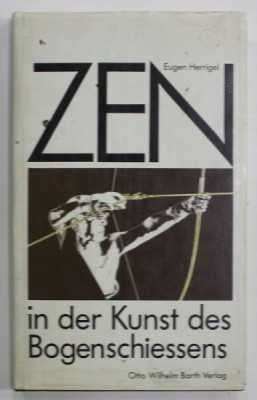 Eugen Herrigel
ZEN
in der Kunst des
Bogenschiessens
Otto Wilhelm Barth Verlag